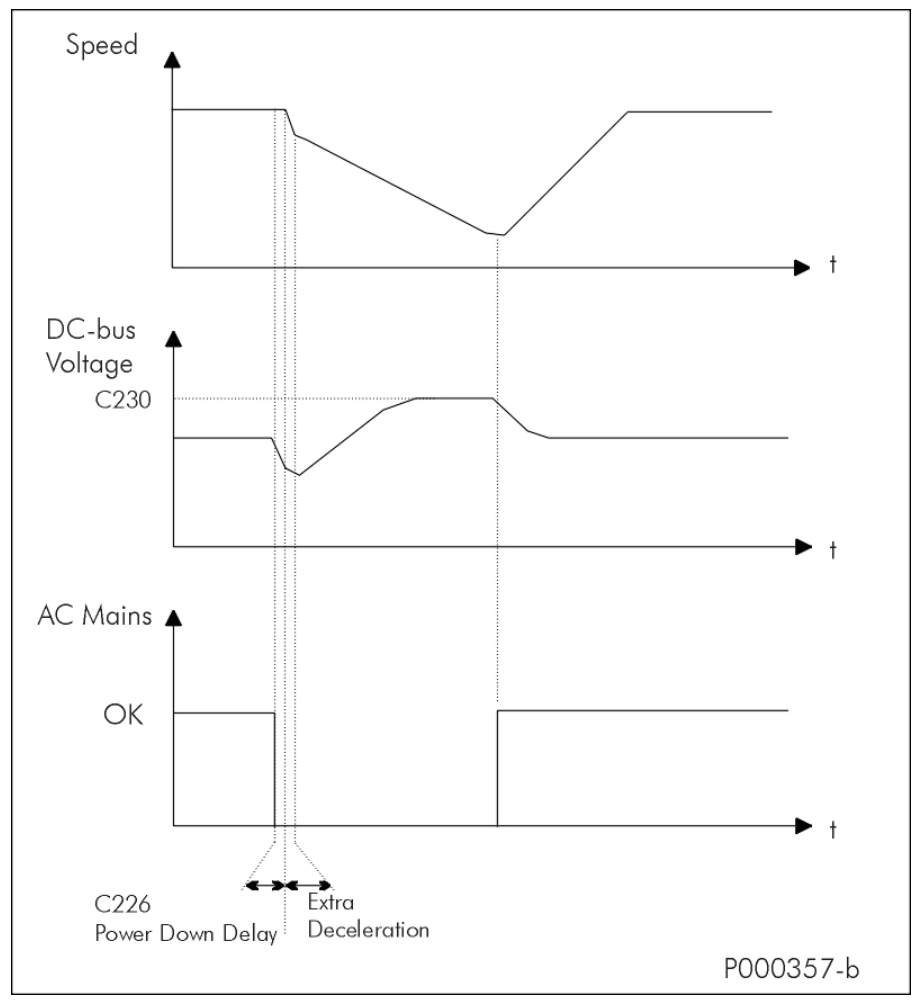 Speed
t
DC-bus
Voltage
C230
t
AC Mains
OK
t
C226
Power Down Delay
Extra
Deceleration
P000357-b